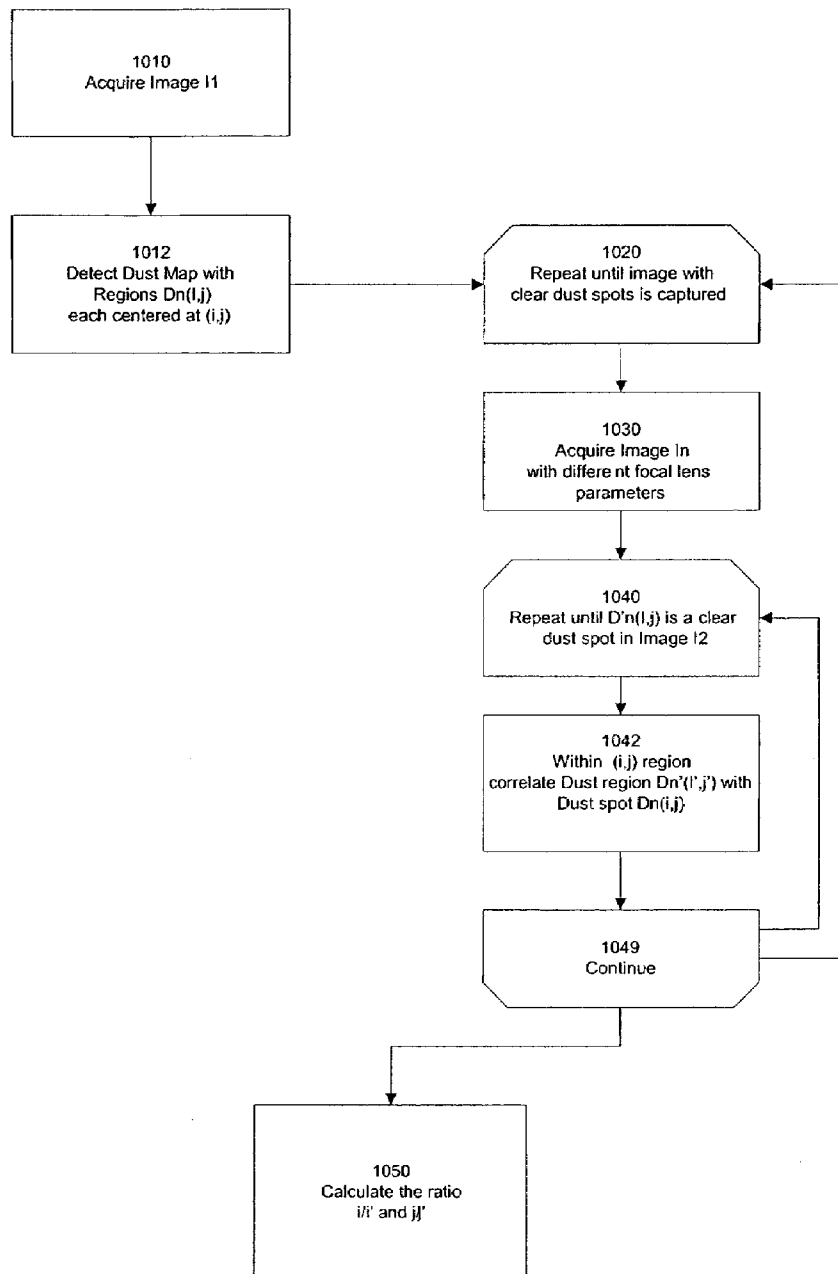 1010
Acquire Image I1
1012
Detect Dust Map with
Regions Dn(I,j)
each centered at (i,j)
1020
Repeat until image with
clear dust spots is captured
1030
Acquire Image In
with different focal lens
parameters
1040
Repeat until D'n(I,j) is a clear
dust spot in Image I2
1042
Within (i,j) region
correlate Dust region Dn'(I',j') with
Dust spot Dn(i,j}
1049
Continue
1050
Calculate the ratio
i/i' and j/j'